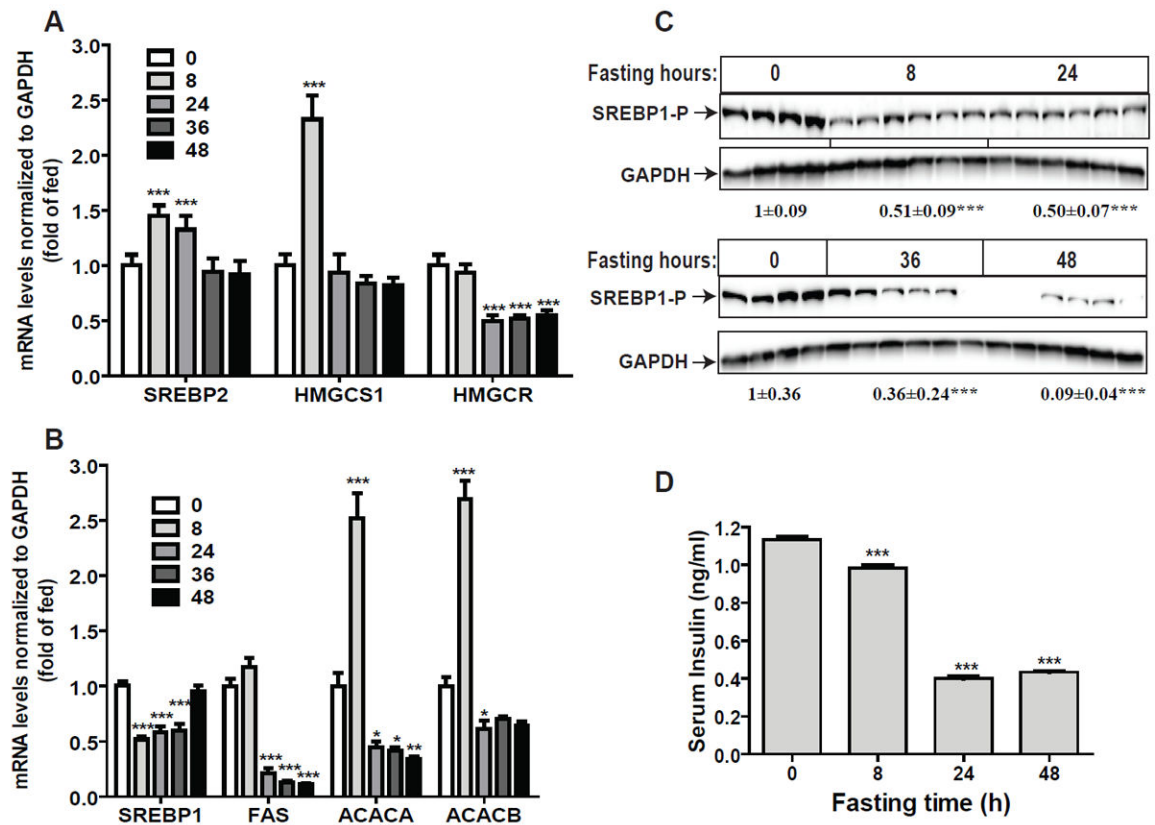 A
mRNA levels normalized to GAPDH
(fold of fed)
3.0
2.5
2.0
1.5
1.0
0.5
0.0
0
8
24
36
48
***
***
***
***
***
***
SREBP2 HMGCS1 HMGCR
B
mRNA levels normalized to GAPDH
(fold of fed)
3.0
2.5
2.0
1.5
1.0
0.5
0.0
0
8
24
36
48
***
***
***
***
***
***
***
*
*
**
***
*
SREBP1 FAS ACACA ACACB
C
Fasting hours: 0 8 24
SREBP1-P
GAPDH
1±0.09 0.51±0.09*** 0.50±0.07***
Fasting hours: 0 36 48
SREBP1-P
GAPDH
1±0.36 0.36±0.24*** 0.09±0.04***
D
Serum Insulin (ng/ml)
1.2
1.0
1.2
0.6
0.4
0.2
0.0
***
***
***
0 8 24 48
Fasting time (h)